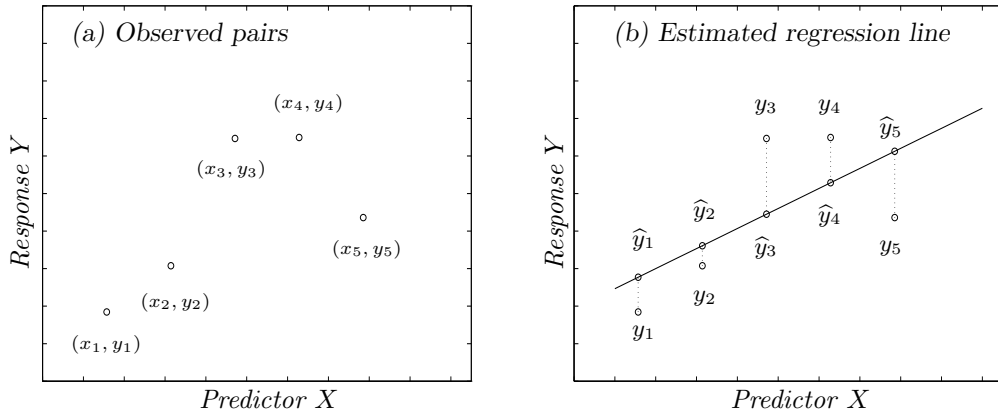 (a) Observed pairs
(x₄, y₄)
(x₃, y₃)
(x₅, y₅)
(x₂, y₂)
(x₁, y₁)
Response Y
Predictor X
(b) Estimated regression line
y₃
y₄
ŷ₅
ŷ₂
ŷ₄
ŷ₁
ŷ₃
y₅
y₂
y₁
Response Y
Predictor X